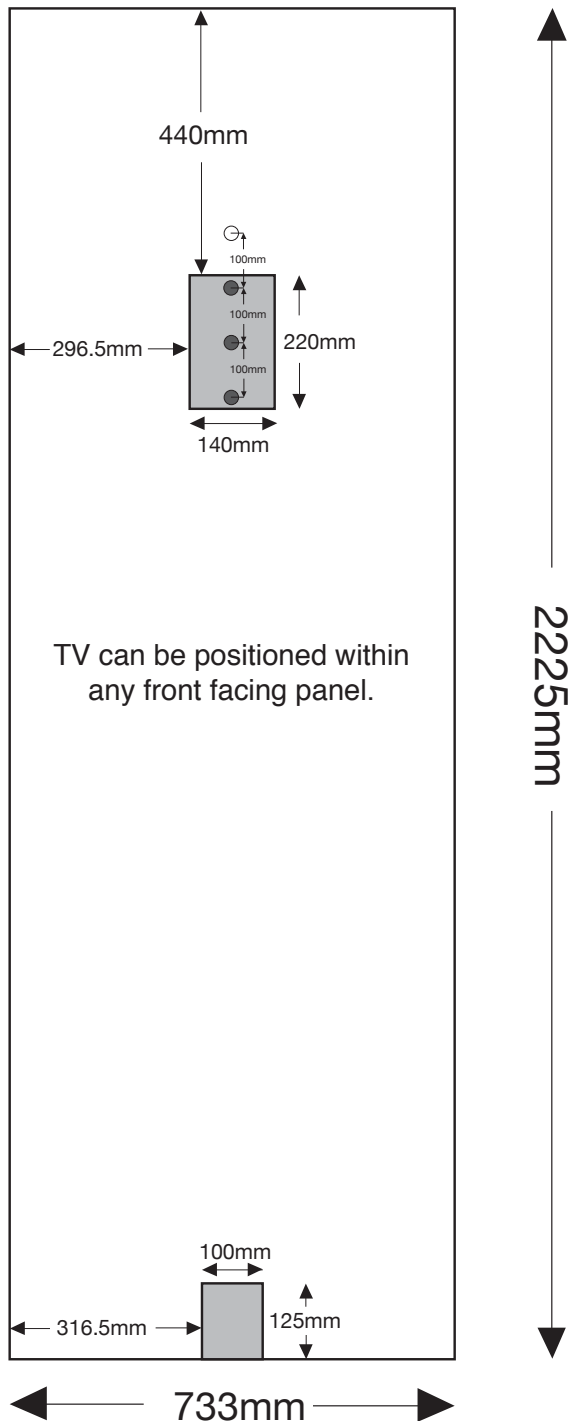 440mm
100mm
100mm
296.5mm
220mm
100mm
140mm
TV can be positioned within
any front facing panel.
2225mm
100mm
316.5mm
125mm
733mm